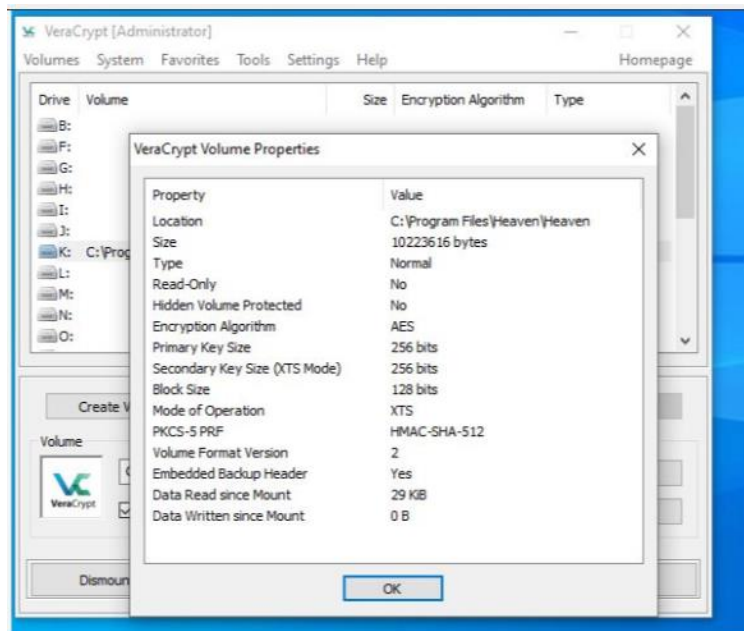 VeraCrypt [Administrator]
Volumes System Favorites Tools Settings Help Homepage
Drive Volume Size Encryption Algorithm Type
B:
F:
G:
H:
I:
J:
K: C:\Prog
L:
M:
N:
O:
VeraCrypt Volume Properties
Property Value
Location C:\Program Files\Heaven\Heaven
Size 10223616 bytes
Type Normal
Read-Only No
Hidden Volume Protected No
Encryption Algorithm AES
Primary Key Size 256 bits
Secondary Key Size (XTS Mode) 256 bits
Block Size 128 bits
Mode of Operation XTS
PKCS-5 PRF HMAC-SHA-512
Volume Format Version 2
Embedded Backup Header Yes
Data Read since Mount 29 KiB
Data Written since Mount 0 B
OK
Create V
Volume
VeraCrypt
Dismoun